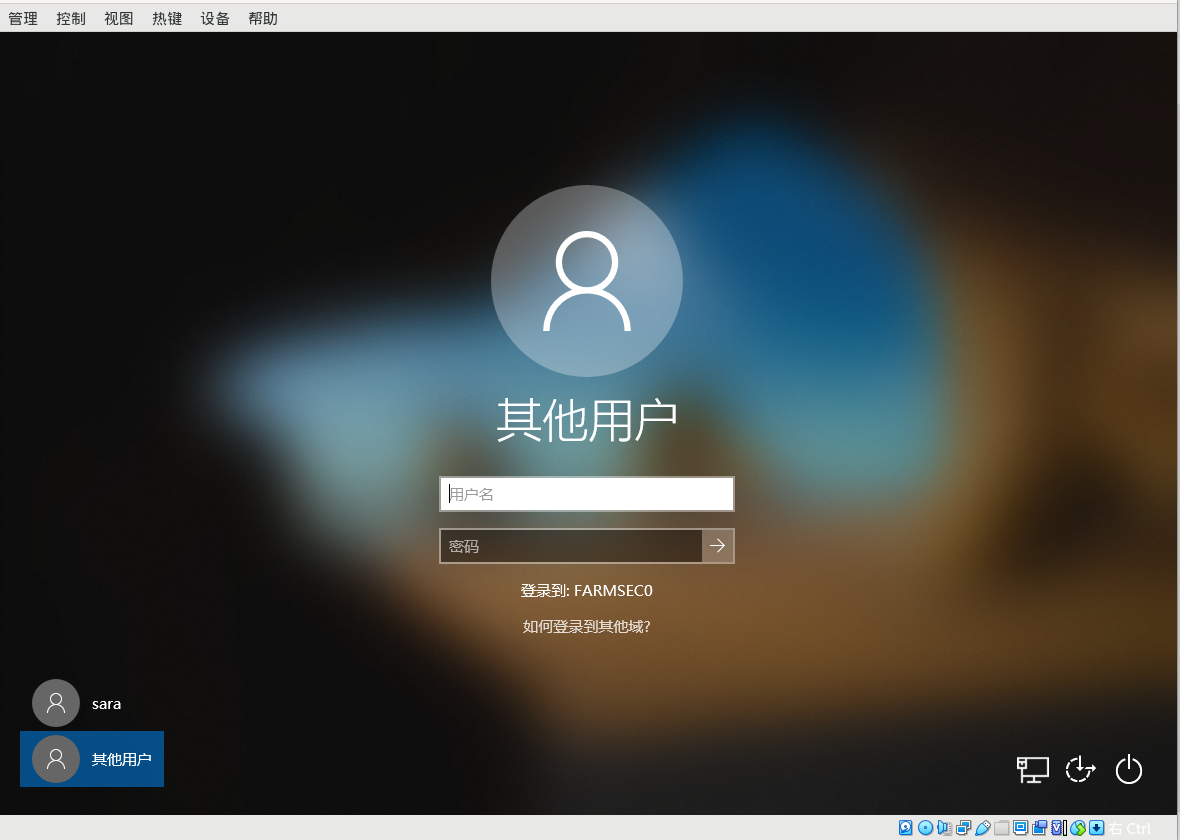 管理 控制 视图 热键 设备 帮助
其他用户
用户名
密码
登录到: FARMSEC0
如何登录到其他域?
sara
其他用户
右 Ctrl